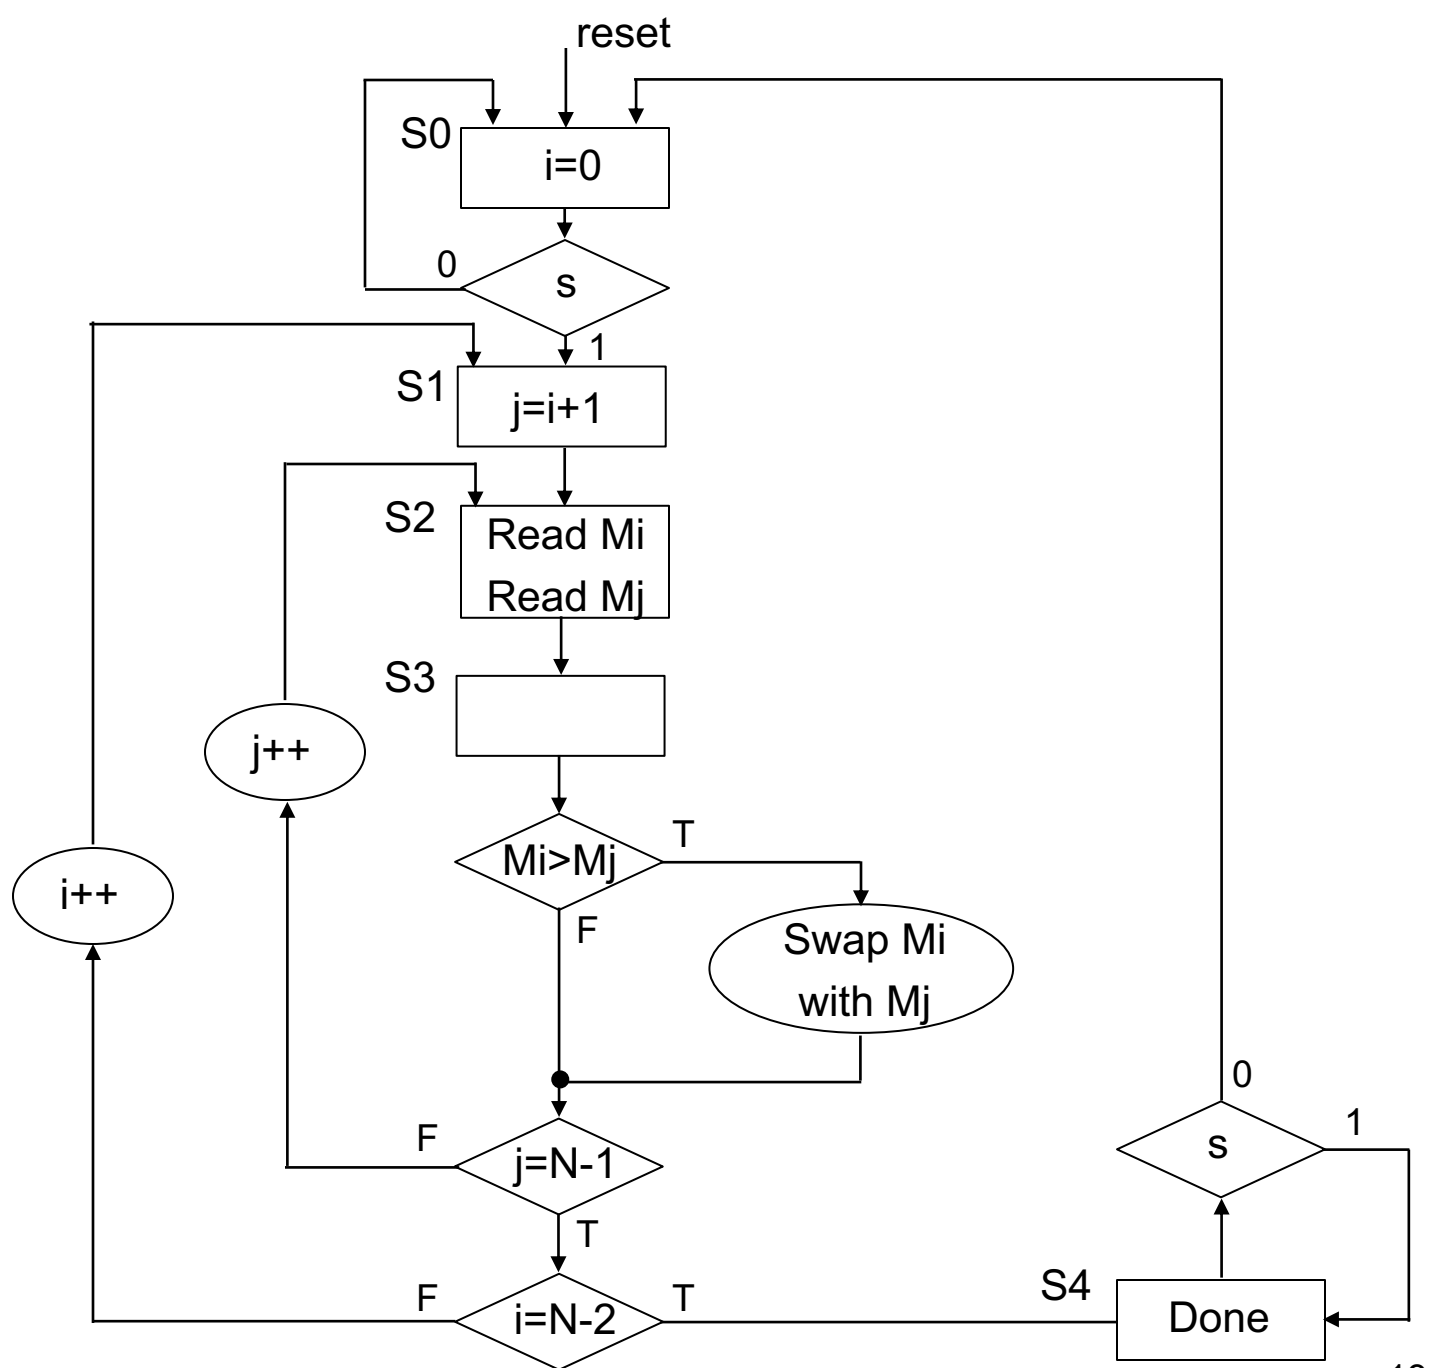 reset
S0
i=0
0
s
1
S1
j=i+1
S2
Read Mi
Read Mj
S3
j++
Mi>Mj
T
i++
F
Swap Mi
with Mj
0
F
j=N-1
s
1
T
F
i=N-2
T
S4
Done